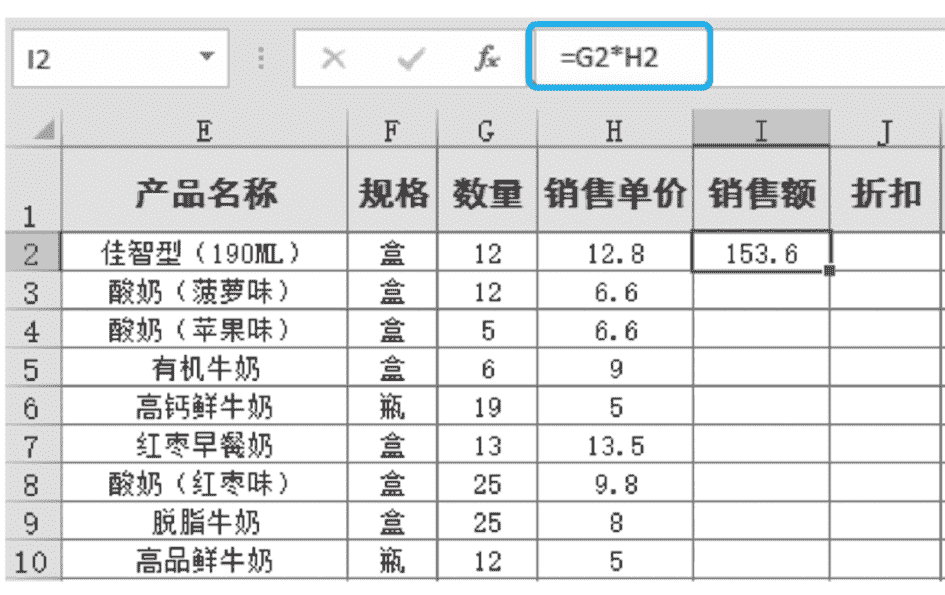 I2 fx =G2*H2
E F G H I J
1 产品名称 规格 数量 销售单价 销售额 折扣
2 佳智型（190ML） 盒 12 12.8 153.6
3 酸奶（菠萝味） 盒 12 6.6
4 酸奶（苹果味） 盒 5 6.6
5 有机牛奶 盒 6 9
6 高钙鲜牛奶 瓶 19 5
7 红枣早餐奶 盒 13 13.5
8 酸奶（红枣味） 盒 25 9.8
9 脱脂牛奶 盒 25 8
10 高品鲜牛奶 瓶 12 5